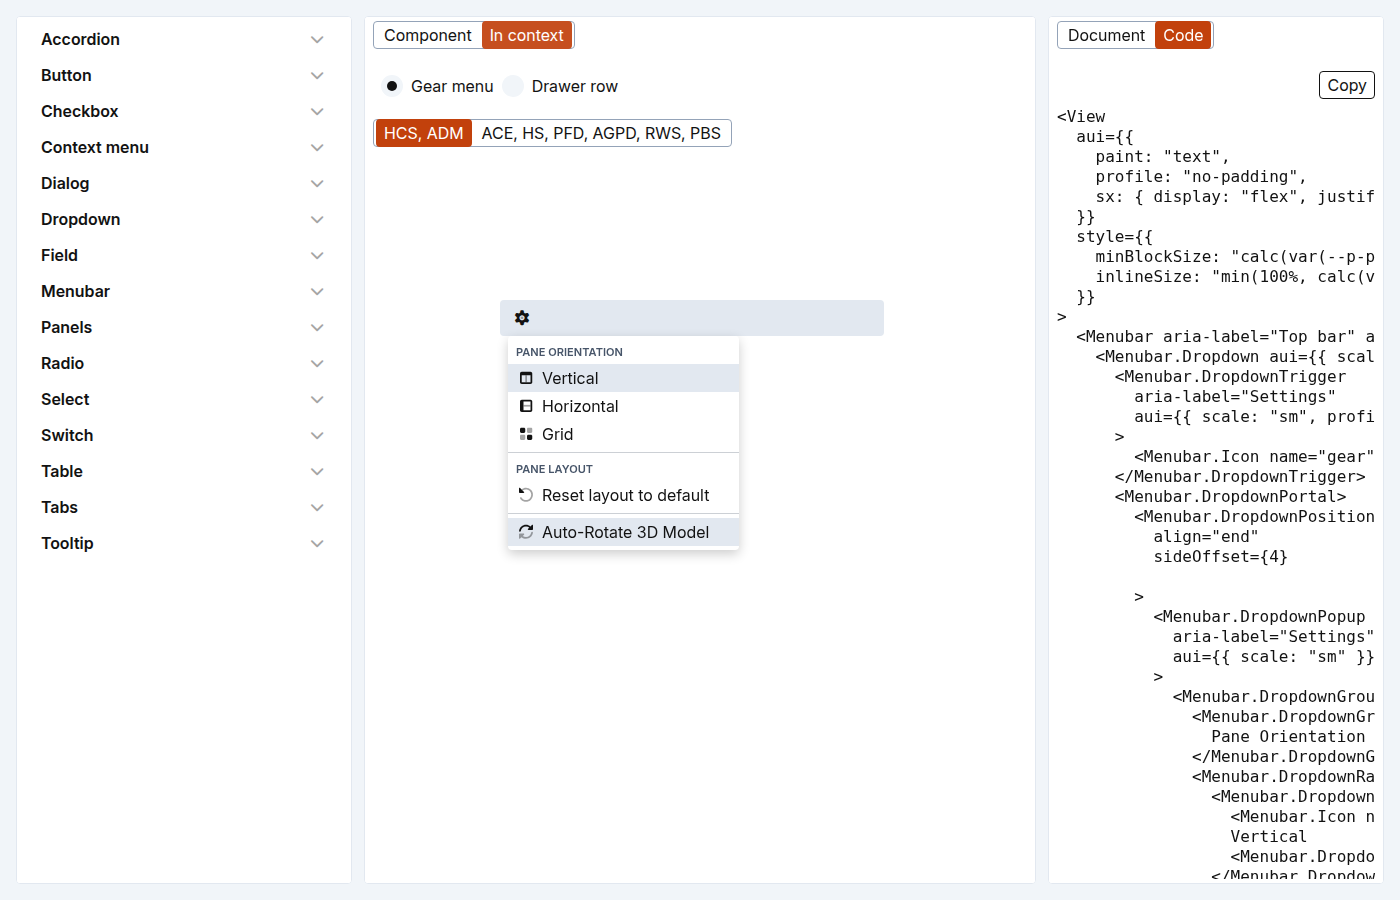 Accordion
Button
Checkbox
Context menu
Dialog
Dropdown
Field
Menubar
Panels
Radio
Select
Switch
Table
Tabs
Tooltip
Component In context
Gear menu Drawer row
HCS, ADM ACE, HS, PFD, AGPD, RWS, PBS
PANE ORIENTATION
Vertical
Horizontal
Grid
PANE LAYOUT
Reset layout to default
Auto-Rotate 3D Model
Document Code
Copy
<View
aui={{
paint: "text",
profile: "no-padding",
sx: { display: "flex", justif
}}
style={{
minBlockSize: "calc(var(--p-p
inlineSize: "min(100%, calc(v
}}
>
<Menubar aria-label="Top bar" a
<Menubar.Dropdown aui={{ scal
<Menubar.DropdownTrigger
aria-label="Settings"
aui={{ scale: "sm", profi
>
<Menubar.Icon name="gear"
</Menubar.DropdownTrigger>
<Menubar.DropdownPortal>
<Menubar.DropdownPosition
align="end"
sideOffset={4}
>
<Menubar.DropdownPopup
aria-label="Settings"
aui={{ scale: "sm" }}
>
<Menubar.DropdownGrou
<Menubar.DropdownGr
Pane Orientation
</Menubar.DropdownG
<Menubar.DropdownRa
<Menubar.Dropdown
<Menubar.Icon n
Vertical
<Menubar.Dropdo
</Menubar.Dropdow